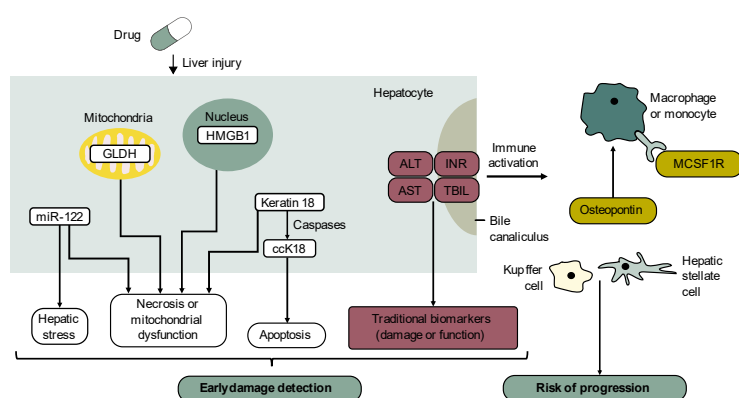 Drug
Liver injury
Hepatocyte
Mitochondria
GLDH
Nucleus
HMGB1
ALT
INR
AST
TBIL
Immune
activation
Macrophage
or monocyte
MCSF1R
Osteopontin
miR-122
Keratin 18
Caspases
ccK18
Bile
canaliculus
Kupffer
cell
Hepatic
stellate
cell
Hepatic
stress
Necrosis or
mitochondrial
dysfunction
Apoptosis
Traditional biomarkers
(damage or function)
Early damage detection
Risk of progression